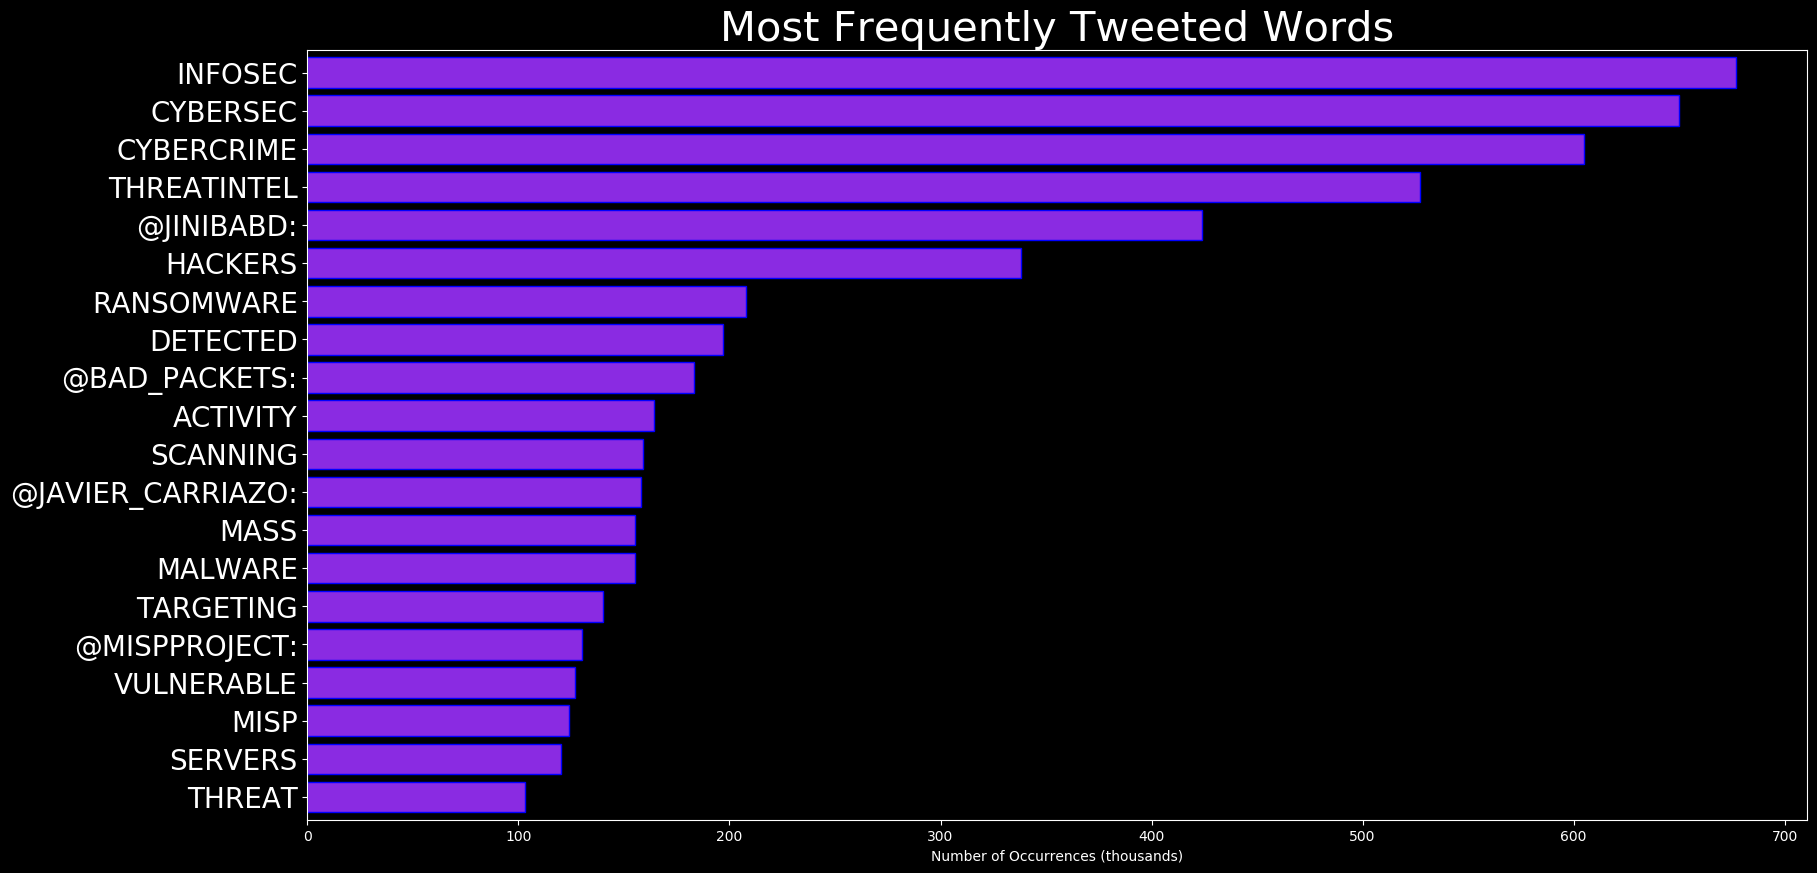 Most Frequently Tweeted Words
INFOSEC
CYBERSEC
CYBERCRIME
THREATINTEL
@JINIBABD:
HACKERS
RANSOMWARE
DETECTED
@BAD_PACKETS:
ACTIVITY
SCANNING
@JAVIER_CARRIAZO:
MASS
MALWARE
TARGETING
@MISPPROJECT:
VULNERABLE
MISP
SERVERS
THREAT
0 100 200 300 400 500 600 700
Number of Occurrences (thousands)